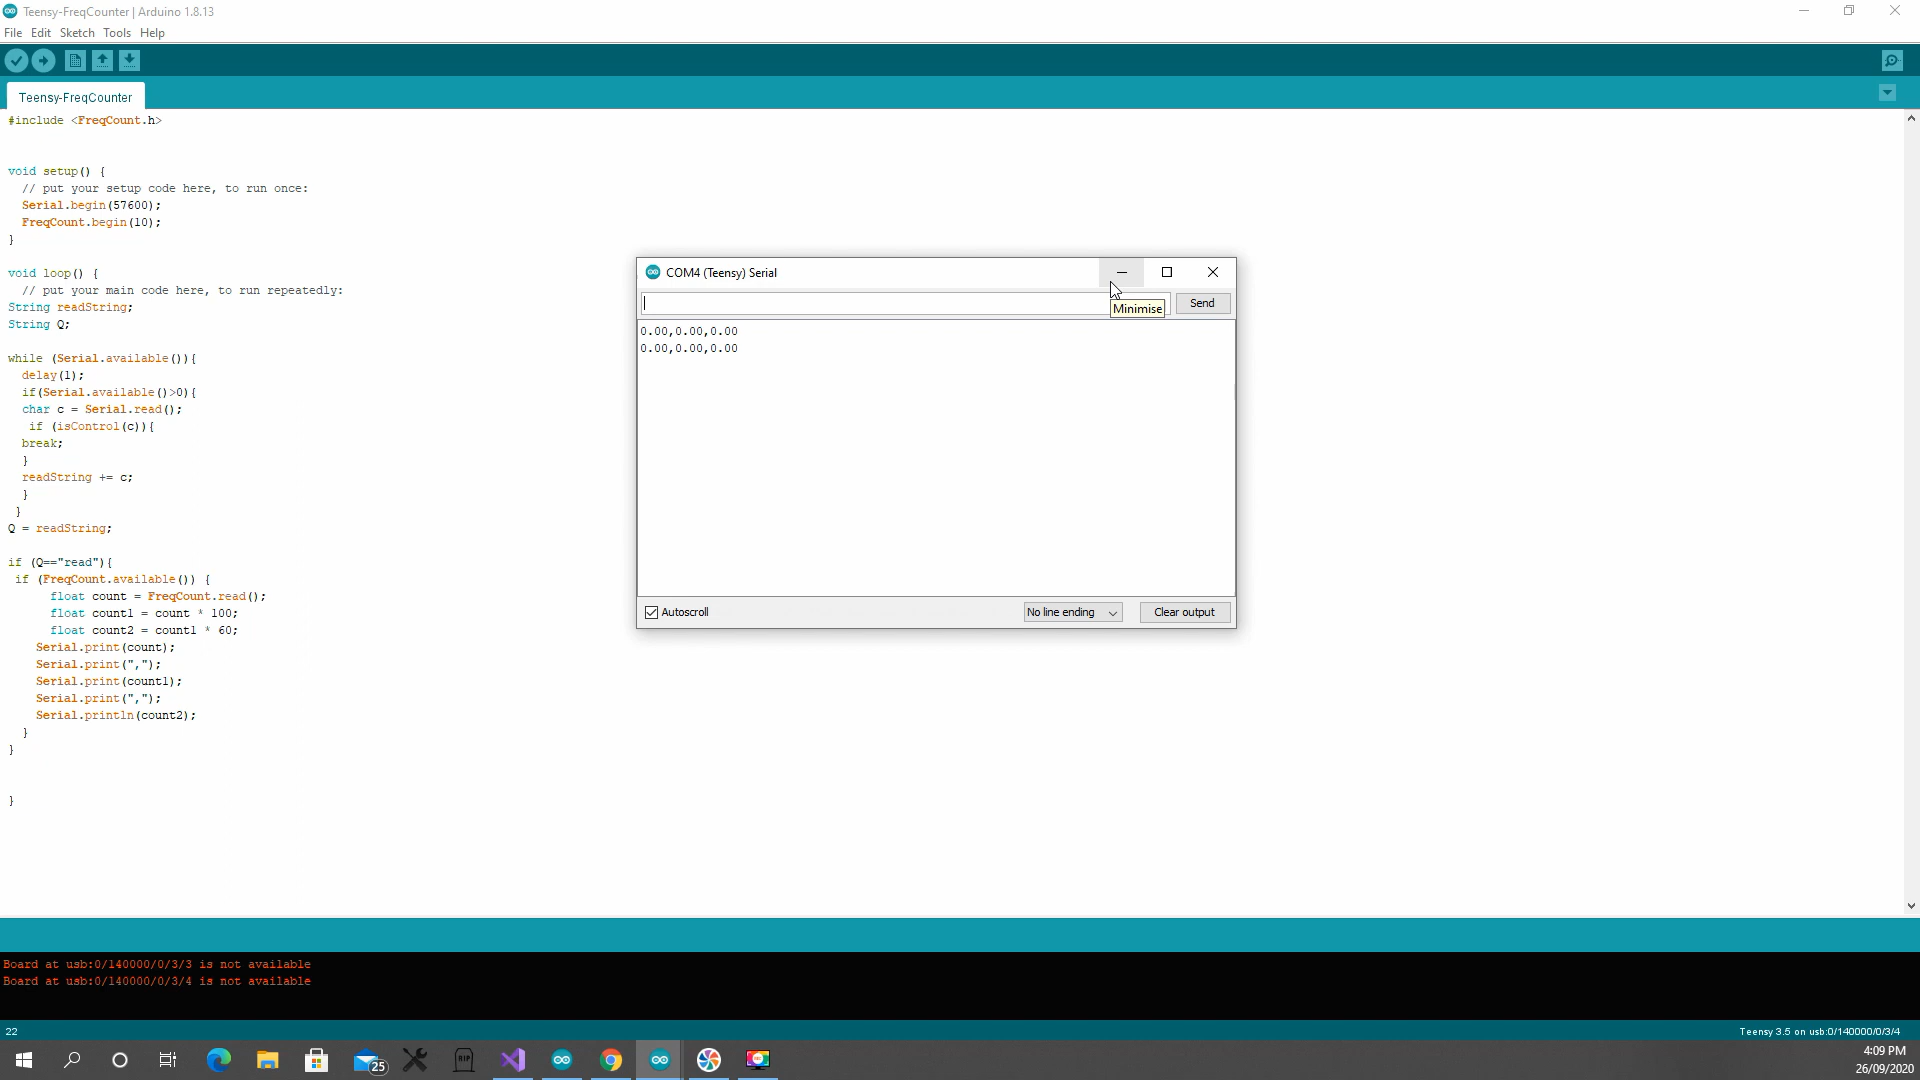 Teensy-FreqCounter | Arduino 1.8.13
File Edit Sketch Tools Help
Teensy-FreqCounter
#include <FreqCount.h>
void setup() {
// put your setup code here, to run once:
Serial.begin(57600);
FreqCount.begin(10);
}
void loop() {
// put your main code here, to run repeatedly:
String readString;
String Q;
while (Serial.available()){
delay(1);
if(Serial.available()>0){
char c = Serial.read();
if (isControl(c)){
break;
}
readString += c;
}
}
Q = readString;
if (Q=="read"){
if (FreqCount.available()) {
float count = FreqCount.read();
float count1 = count * 100;
float count2 = count1 * 60;
Serial.print(count);
Serial.print(",");
Serial.print(count1);
Serial.print(",");
Serial.println(count2);
}
}
}
COM4 (Teensy) Serial
Send
Minimise
0.00,0.00,0.00
0.00,0.00,0.00
Autoscroll
No line ending
Clear output
Board at usb:0/140000/0/3/3 is not available
Board at usb:0/140000/0/3/4 is not available
22
Teensy 3.5 on usb:0/140000/0/3/4
25
RIP
4:09 PM
26/09/2020